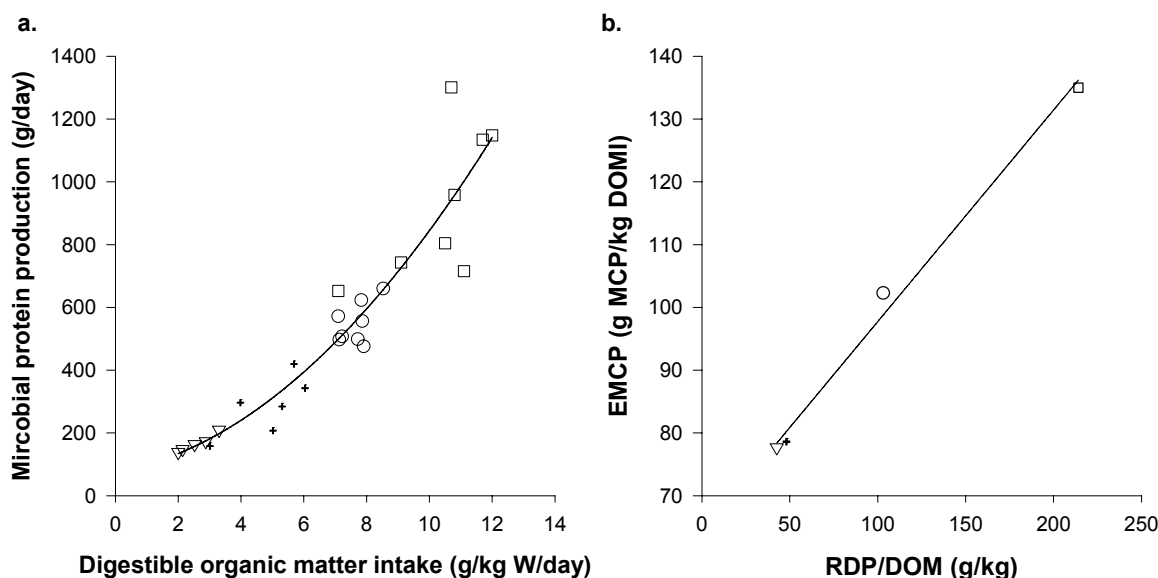 a.
Mircobial protein production (g/day)
1400
1200
1000
800
600
400
200
0
0 2 4 6 8 10 12 14
Digestible organic matter intake (g/kg W/day)
b.
EMCP (g MCP/kg DOMI)
140
130
120
110
100
90
80
70
0 50 100 150 200 250
RDP/DOM (g/kg)